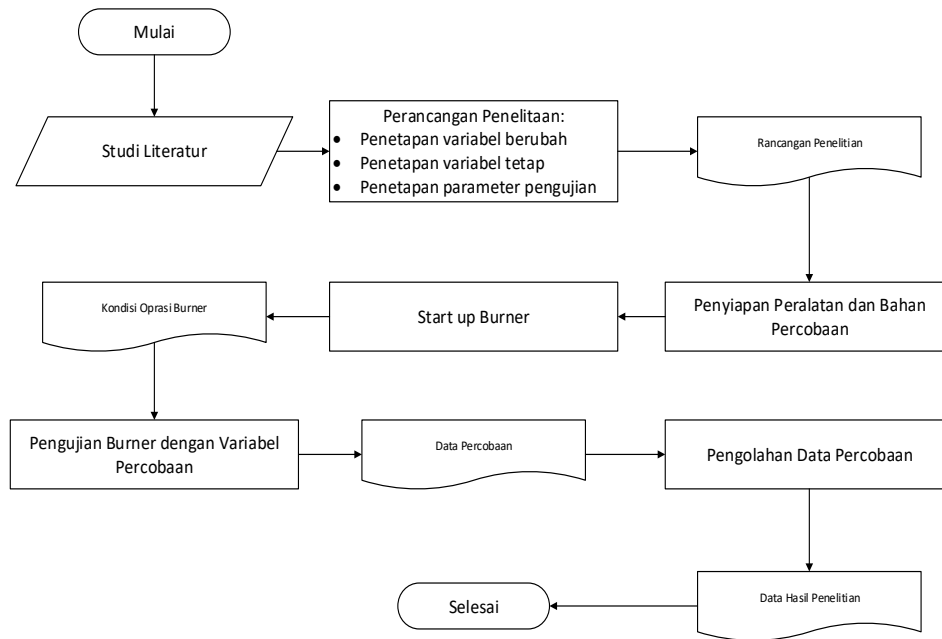 Mulai
Studi Literatur
Perancangan Penelitaan:
• Penetapan variabel berubah
• Penetapan variabel tetap
• Penetapan parameter pengujian
Rancangan Penelitian
Penyiapan Peralatan dan Bahan
Percobaan
Start up Burner
Kondisi Oprasi Burner
Pengujian Burner dengan Variabel
Percobaan
Data Percobaan
Pengolahan Data Percobaan
Data Hasil Penelitian
Selesai